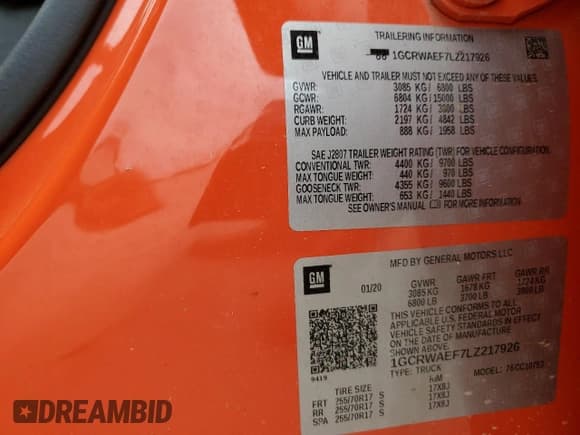 GM
TRAILERING INFORMATION
1GCRWAEF7LZ217926
VEHICLE AND TRAILER MUST NOT EXCEED ANY OF THESE VALUES
GVWR: 3085 KG/ 6800 LBS
GCWR: 6804 KG/ 15000 LBS
RGAWR: 1724 KG/ 3800 LBS
CURB WEIGHT: 2197 KG/ 4842 LBS
MAX PAYLOAD: 888 KG/ 1958 LBS
SAE J2807 TRAILER WEIGHT RATING (TWR) FOR VEHICLE CONFIGURATION.
CONVENTIONAL TWR: 4400 KG/ 9700 LBS
MAX TONGUE WEIGHT: 440 KG/ 970 LBS
GOOSENECK TWR: 4355 KG/ 9600 LBS
MAX TONGUE WEIGHT: 653 KG/ 1440 LBS
SEE OWNER'S MANUAL FOR MORE INFORMATION
GM
MFD BY GENERAL MOTORS LLC
01/20 GVWR GAWR FRT GAWR RR
3085 KG 1678 KG 1724 KG
6800 LB 3700 LB 3800 LB
THIS VEHICLE CONFORMS TO ALL
APPLICABLE U.S. FEDERAL MOTOR
VEHICLE SAFETY STANDARDS IN EFFECT
ON THE DATE OF MANUFACTURE SHOWN ABOVE.
1GCRWAEF7LZ217926
TYPE: TRUCK MODEL:
9419
TIRE SIZE RIM
FRT 255/70R17 S 17X8J
RR 255/70R17 S 17X8J
SPA 255/70R17 S 17X8J
DREAMBID